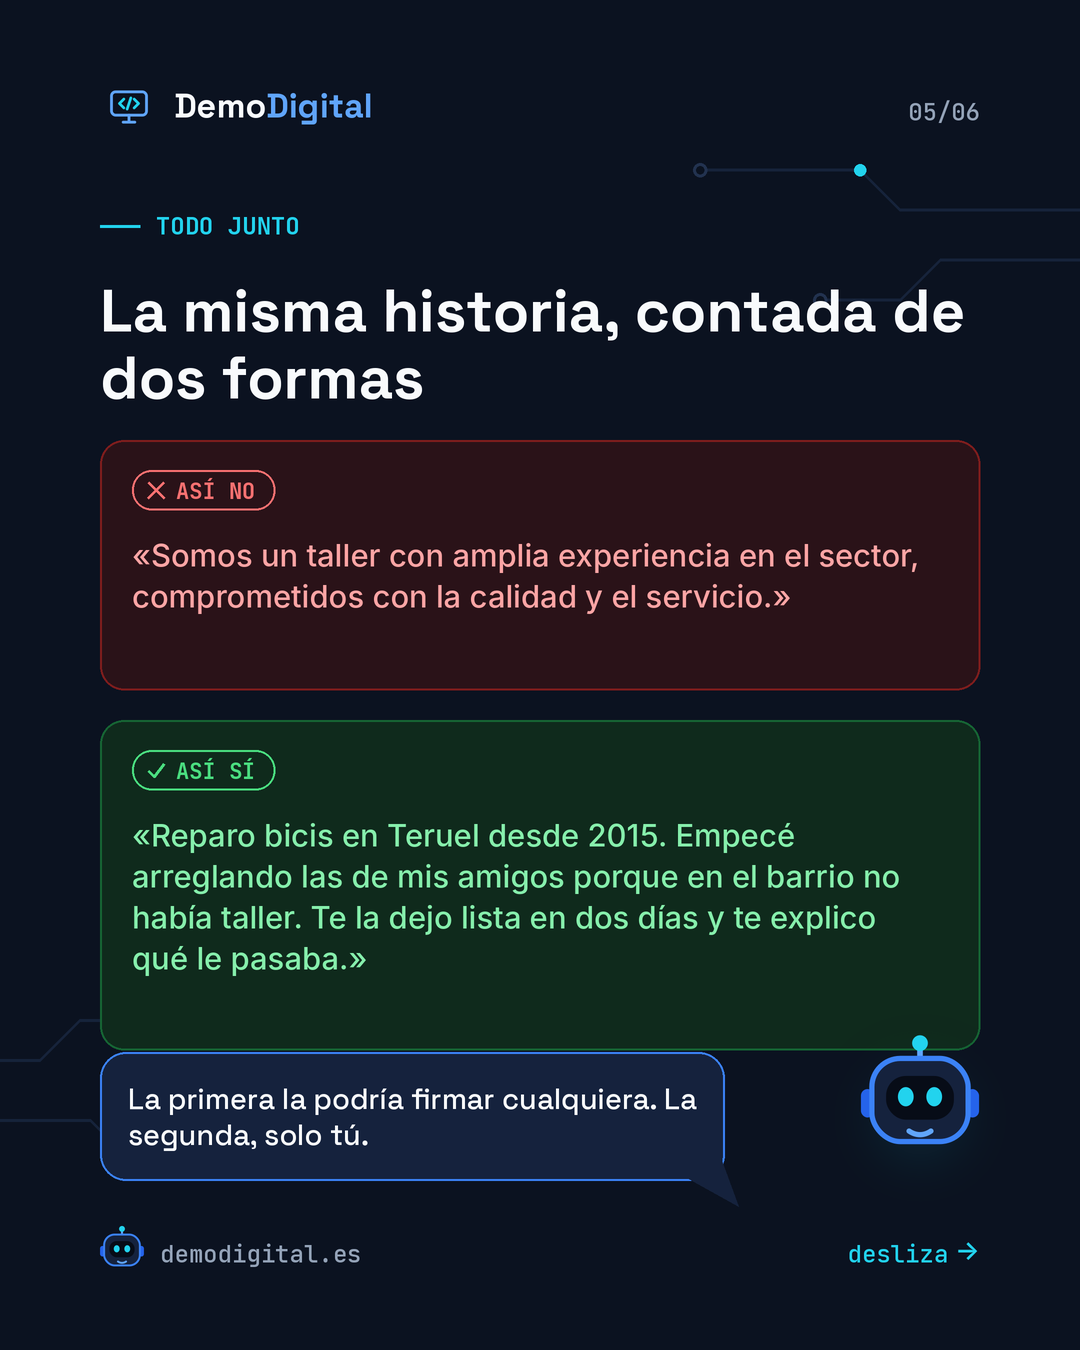 DemoDigital
05/06
TODO JUNTO
La misma historia, contada de
dos formas
ASÍ NO
«Somos un taller con amplia experiencia en el sector,
comprometidos con la calidad y el servicio.»
ASÍ SÍ
«Reparo bicis en Teruel desde 2015. Empecé
arreglando las de mis amigos porque en el barrio no
había taller. Te la dejo lista en dos días y te explico
qué le pasaba.»
La primera la podría firmar cualquiera. La
segunda, solo tú.
demodigital.es
desliza →